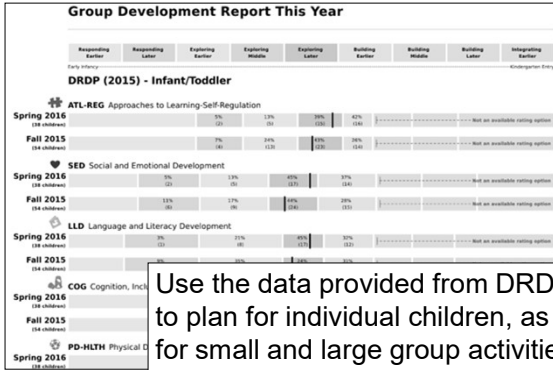 Group Development Report This Year
Responding Earlier Responding Later Exploring Earlier Exploring Middle Exploring Later Building Earlier Building Middle Building Later Integrating Earlier
Early Infancy Kindergarten Entry
DRDP (2015) - Infant/Toddler
ATL-REG Approaches to Learning-Self-Regulation
Spring 2016 5% 13% 39% 42% Not an available rating option
(38 children) (2) (5) (15) (16)
Fall 2015 7% 24% 43% 26% Not an available rating option
(54 children) (4) (13) (23) (14)
SED Social and Emotional Development
Spring 2016 5% 13% 45% 37% Not an available rating option
(38 children) (2) (5) (17) (14)
Fall 2015 11% 17% 44% 28% Not an available rating option
(54 children) (6) (9) (24) (15)
LLD Language and Literacy Development
Spring 2016 3% 21% 45% 32% Not an available rating option
(38 children) (1) (8) (17) (12)
Fall 2015
(54 children)
COG Cognition, Inclu
Spring 2016
(38 children)
Fall 2015
(54 children)
PD-HLTH Physical D
Spring 2016
(38 children)
Use the data provided from DRD
to plan for individual children, as
for small and large group activitie